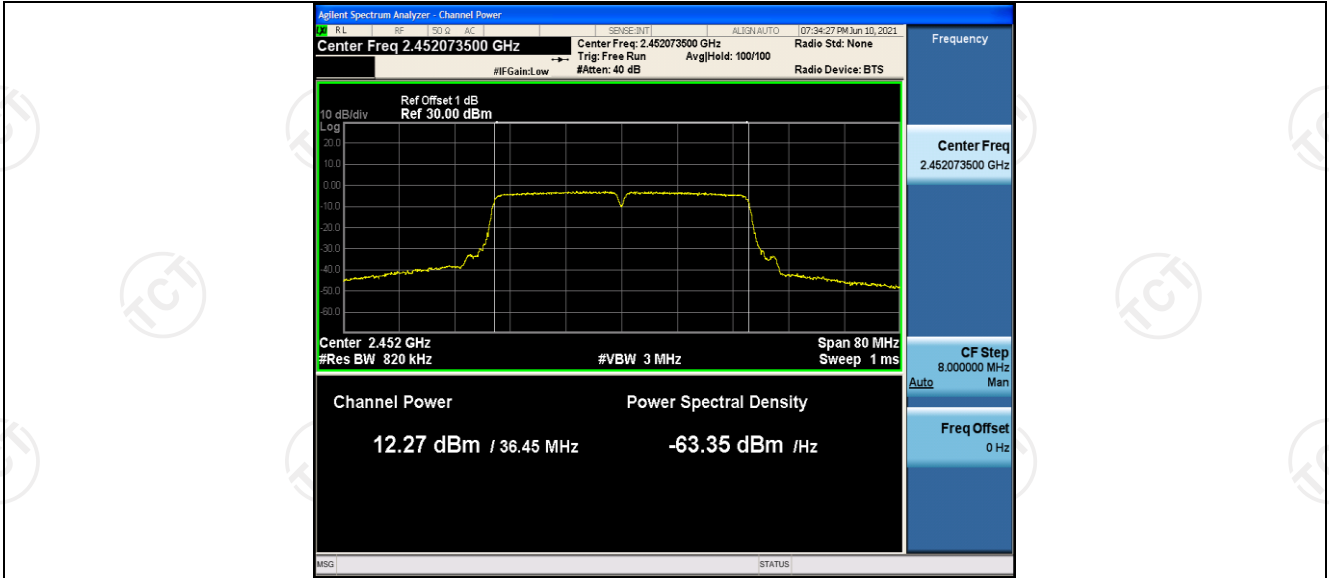 Agilent Spectrum Analyzer - Channel Power
RL RF 50 Ω AC SENSE:INT ALIGN AUTO 07:34:27 PM Jun 10, 2021
Center Freq 2.452073500 GHz
Center Freq: 2.452073500 GHz
Radio Std: None
Trig: Free Run Avg|Hold: 100/100
#IFGain:Low
#Atten: 40 dB
Radio Device: BTS
Frequency
Ref Offset 1 dB
10 dB/div Ref 30.00 dBm
Log
20.0
10.0
0.00
-10.0
-20.0
-30.0
-40.0
-50.0
-60.0
Center 2.452 GHz Span 80 MHz
#Res BW 820 kHz #VBW 3 MHz Sweep 1 ms
Channel Power
Power Spectral Density
12.27 dBm / 36.45 MHz
-63.35 dBm /Hz
Center Freq
2.452073500 GHz
CF Step
8.000000 MHz
Auto Man
Freq Offset
0 Hz
MSG STATUS
TCT
TCT